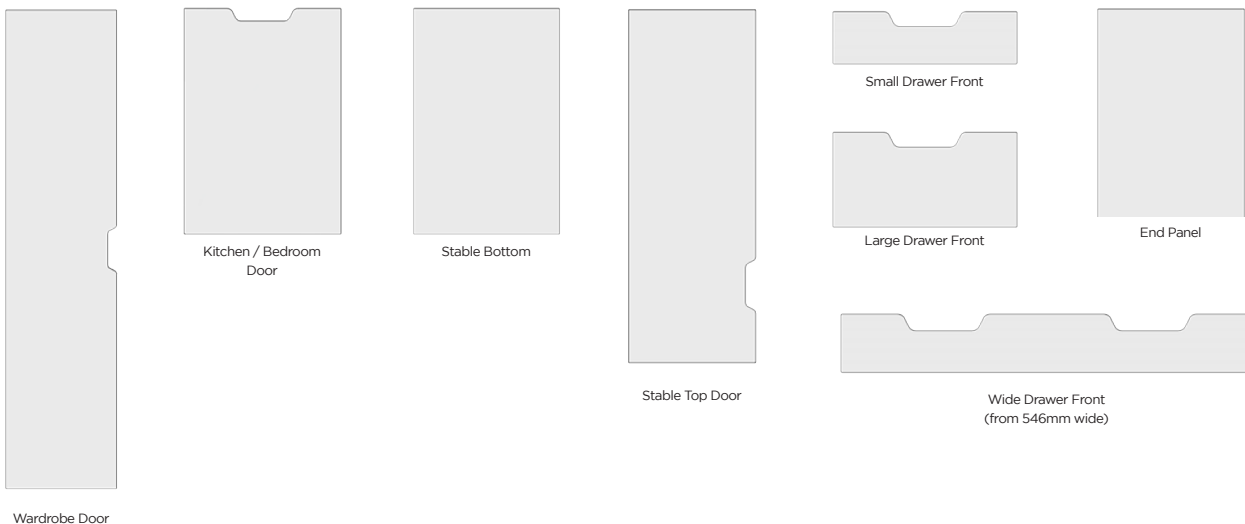 Small Drawer Front
End Panel
Large Drawer Front
Kitchen / Bedroom
Door
Stable Bottom
Stable Top Door
Wide Drawer Front
(from 546mm wide)
Wardrobe Door